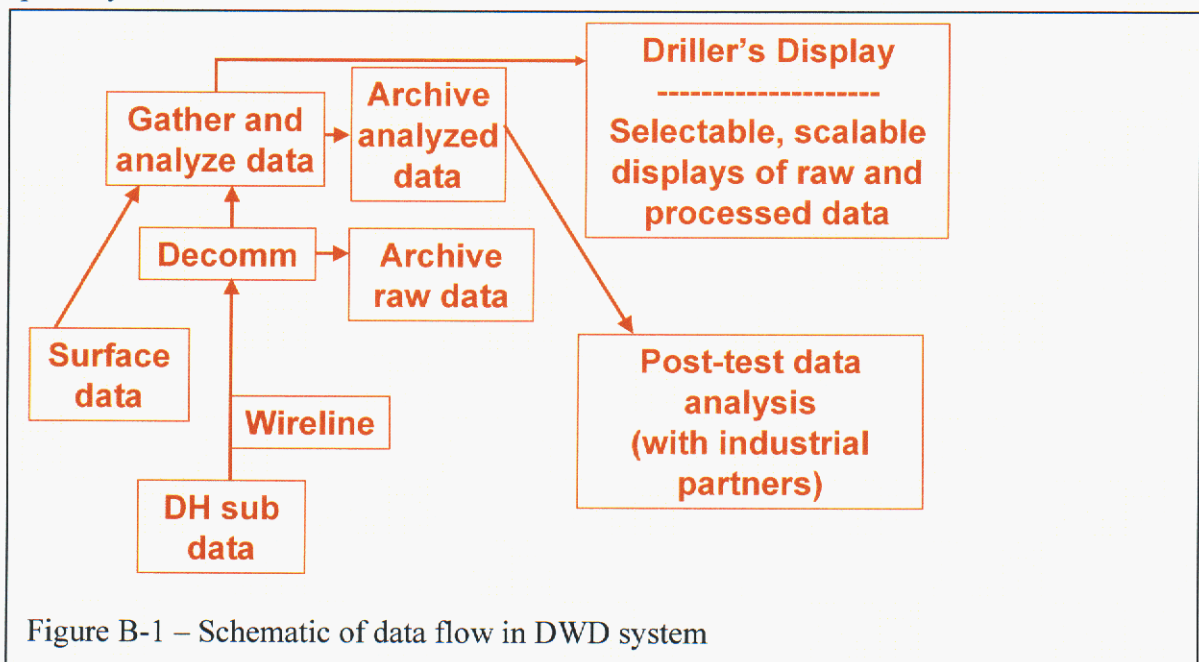 Driller's Display
--------------------
Selectable, scalable
displays of raw and
processed data
Gather and
analyze data
Archive
analyzed
data
Decomm
Archive
raw data
Surface
data
Wireline
DH sub
data
Post-test data
analysis
(with industrial
partners)
Figure B-1 – Schematic of data flow in DWD system